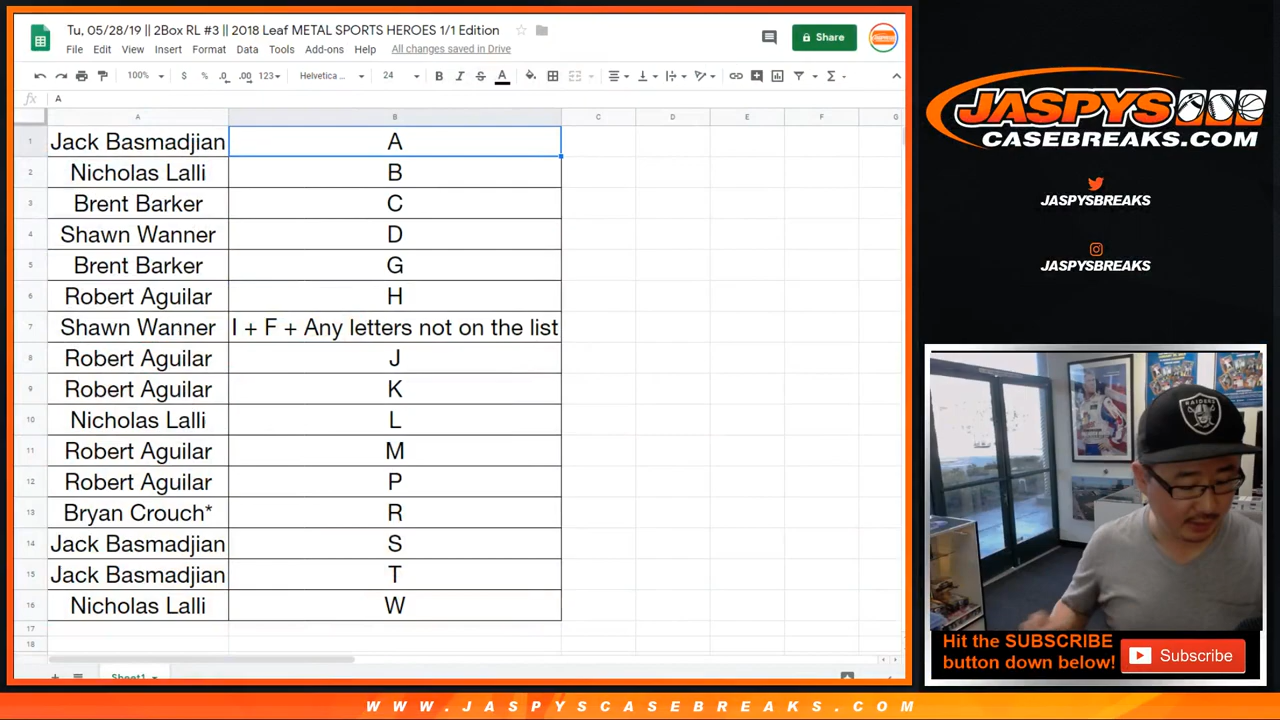 Tu, 05/28/19 || 2Box RL #3 || 2018 Leaf METAL SPORTS HEROES 1/1 Edition
File Edit View Insert Format Data Tools Add-ons Help All changes saved in Drive
Share
100% $ % .0 .00 123 Helvetica ... 24 B I S A
fx A
A B C D E F G
1 Jack Basmadjian A
2 Nicholas Lalli B
3 Brent Barker C
4 Shawn Wanner D
5 Brent Barker G
6 Robert Aguilar H
7 Shawn Wanner I + F + Any letters not on the list
8 Robert Aguilar J
9 Robert Aguilar K
10 Nicholas Lalli L
11 Robert Aguilar M
12 Robert Aguilar P
13 Bryan Crouch* R
14 Jack Basmadjian S
15 Jack Basmadjian T
16 Nicholas Lalli W
17
18
Sheet1
JASPYS
CASEBREAKS.COM
JASPYSBREAKS
JASPYSBREAKS
RAIDERS
Hit the SUBSCRIBE
button down below!
Subscribe
WWW.JASPYSCASEBREAKS.COM